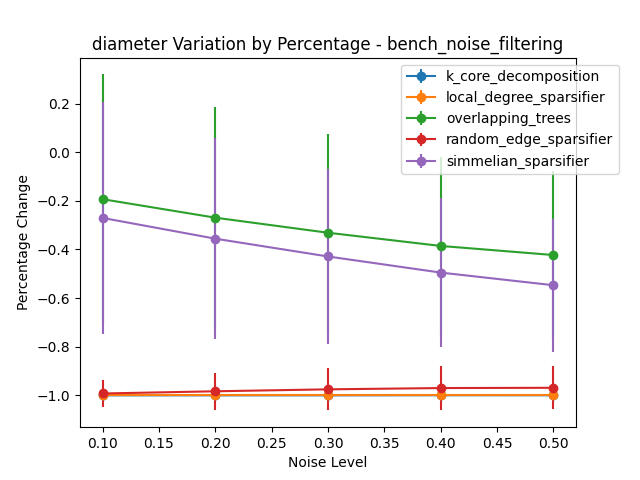 diameter Variation by Percentage - bench_noise_filtering
k_core_decomposition
local_degree_sparsifier
overlapping_trees
random_edge_sparsifier
simmelian_sparsifier
Percentage Change
0.2
0.0
−0.2
−0.4
−0.6
−0.8
−1.0
0.10 0.15 0.20 0.25 0.30 0.35 0.40 0.45 0.50
Noise Level